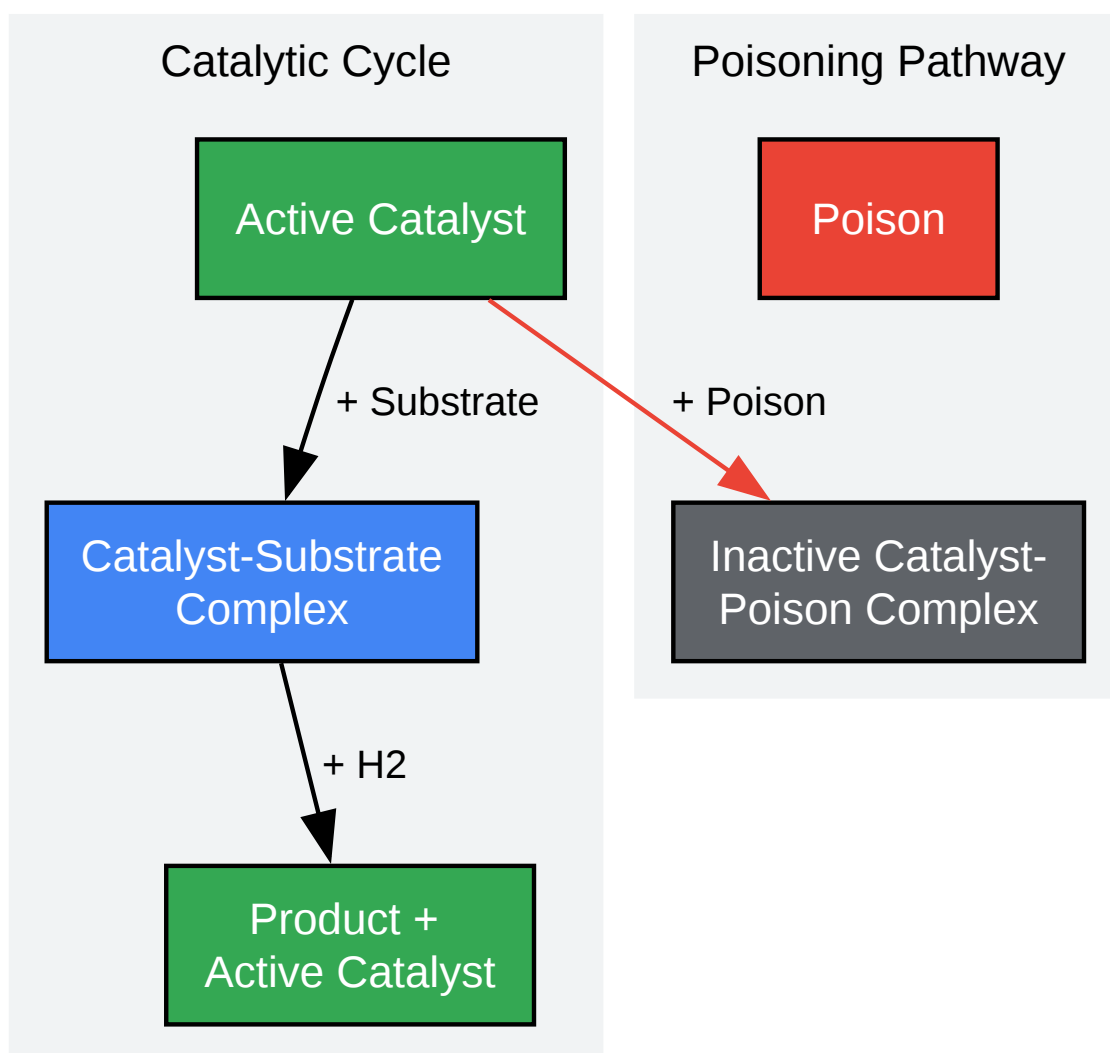 Catalytic Cycle
Active Catalyst
+ Substrate
Catalyst-Substrate
Complex
+ H2
Product +
Active Catalyst
Poisoning Pathway
Poison
+ Poison
Inactive Catalyst-
Poison Complex